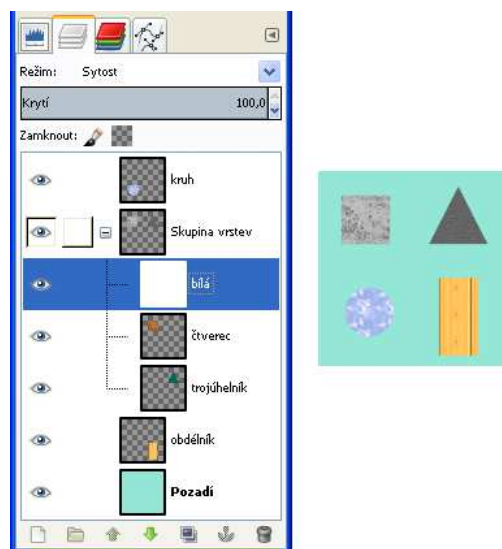 Režim: Sytost
Krytí 100,0
Zamknout:
kruh
Skupina vrstev
bílá
čtverec
trojúhelník
obdélník
Pozadí